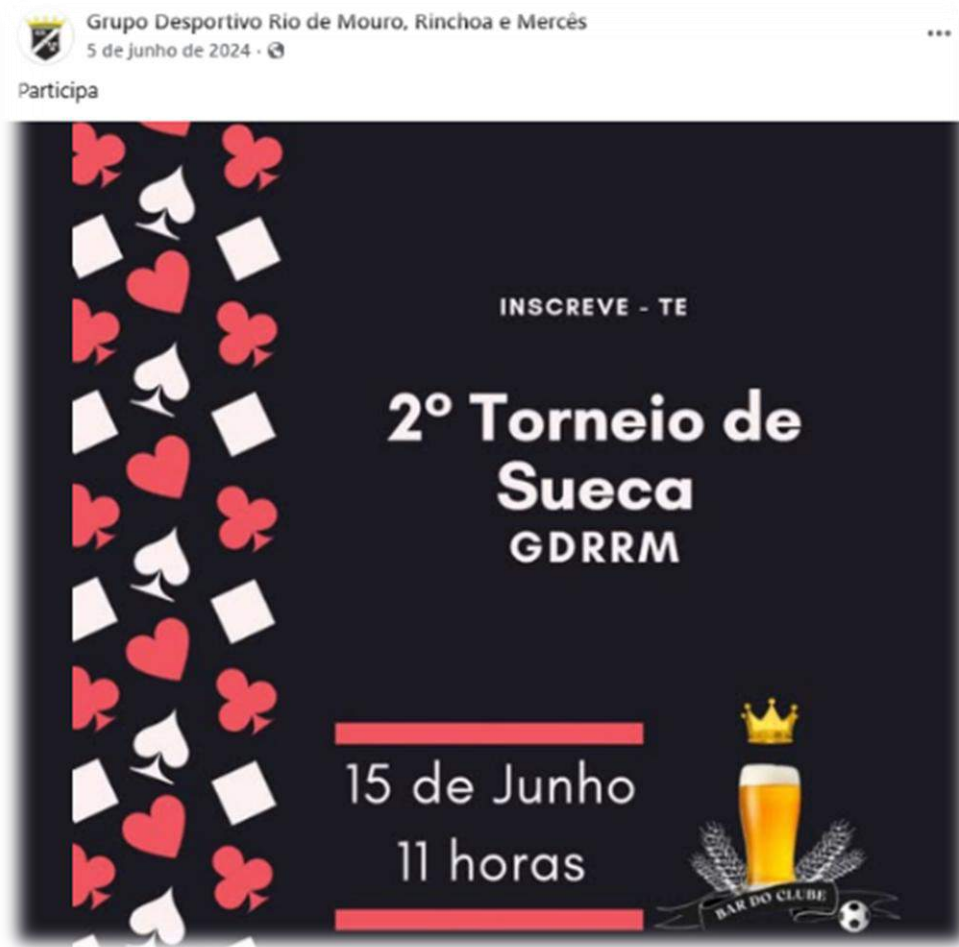 Grupo Desportivo Rio de Mouro, Rinchoa e Mercês
5 de junho de 2024 ·
Participa
INSCREVE - TE
2º Torneio de
Sueca
GDRRM
15 de Junho
11 horas
BAR DO CLUBE